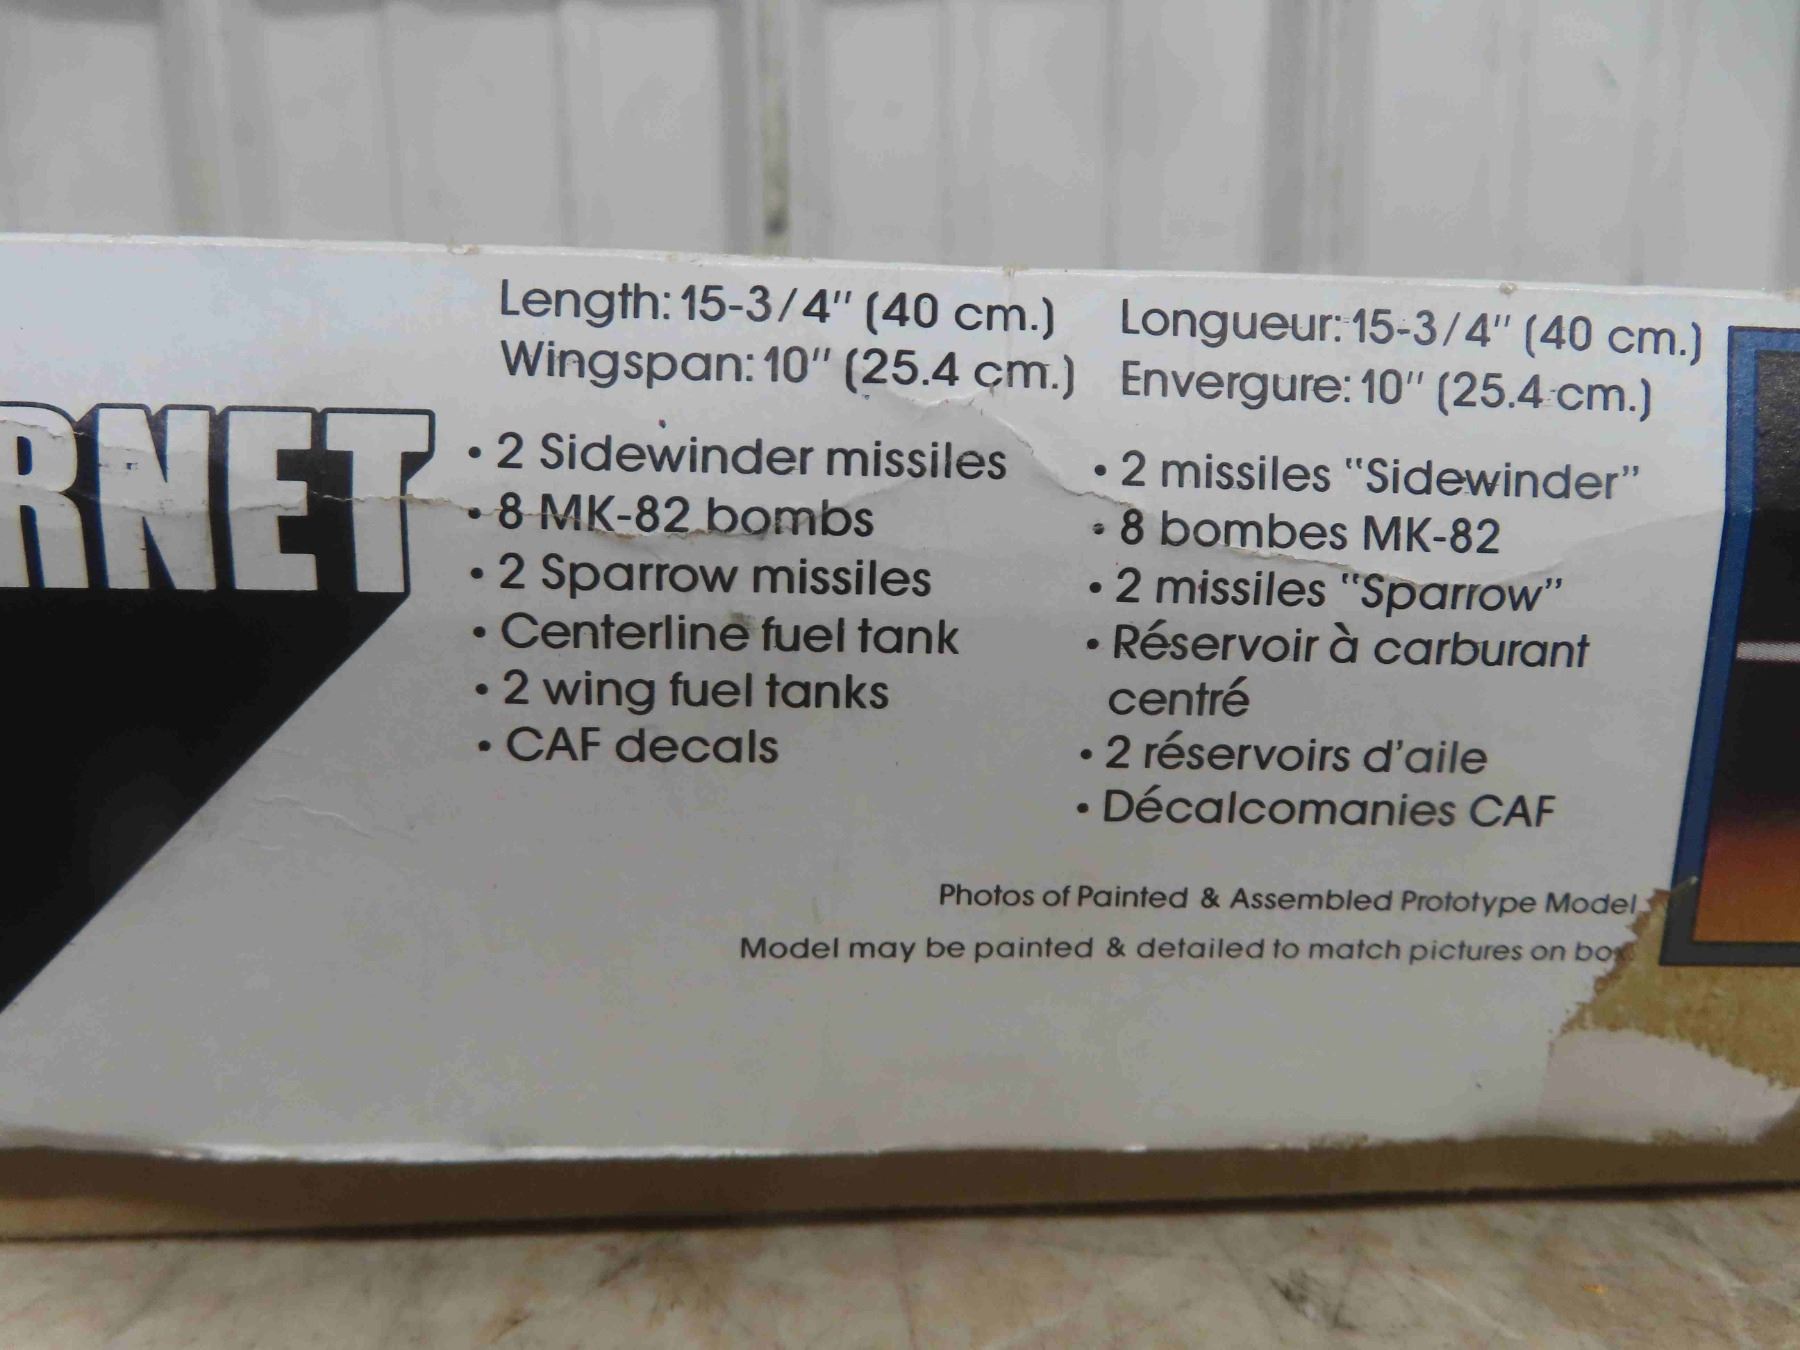 RNET
Length: 15-3/4" (40 cm.)
Wingspan: 10" (25.4 cm.)
• 2 Sidewinder missiles
• 8 MK-82 bombs
• 2 Sparrow missiles
• Centerline fuel tank
• 2 wing fuel tanks
• CAF decals
Longueur: 15-3/4" (40 cm.)
Envergure: 10" (25.4 cm.)
• 2 missiles "Sidewinder"
• 8 bombes MK-82
• 2 missiles "Sparrow"
• Réservoir à carburant
centré
• 2 réservoirs d'aile
• Décalcomanies CAF
Photos of Painted & Assembled Prototype Model
Model may be painted & detailed to match pictures on